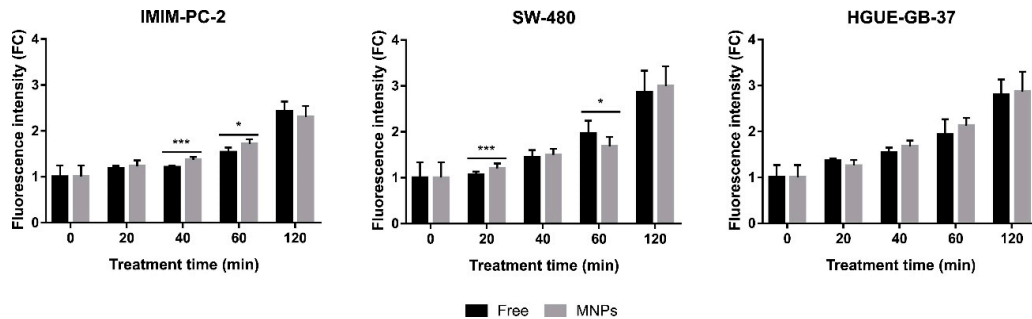 IMIM-PC-2
Fluorescence intensity (FC)
4
3
2
1
0
***
*
0 20 40 60 120
Treatment time (min)
SW-480
Fluorescence intensity (FC)
4
3
2
1
0
***
*
0 20 40 60 120
Treatment time (min)
HGUE-GB-37
Fluorescence intensity (FC)
4
3
2
1
0
0 20 40 60 120
Treatment time (min)
Free MNPs